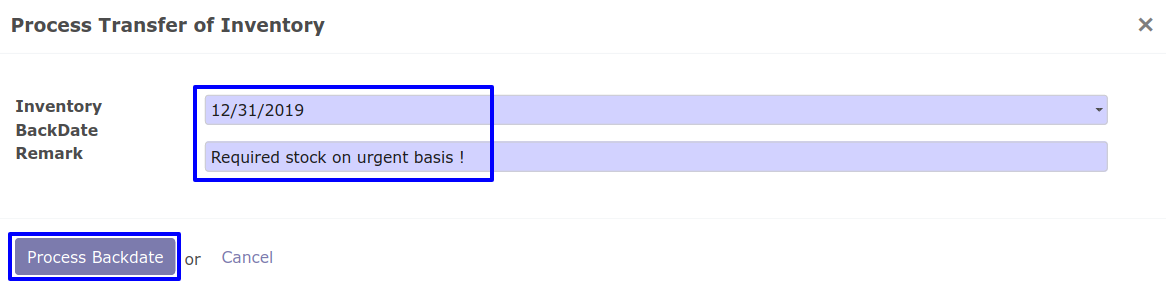 Process Transfer of Inventory ×
Inventory BackDate 12/31/2019
Remark Required stock on urgent basis !
Process Backdate or Cancel